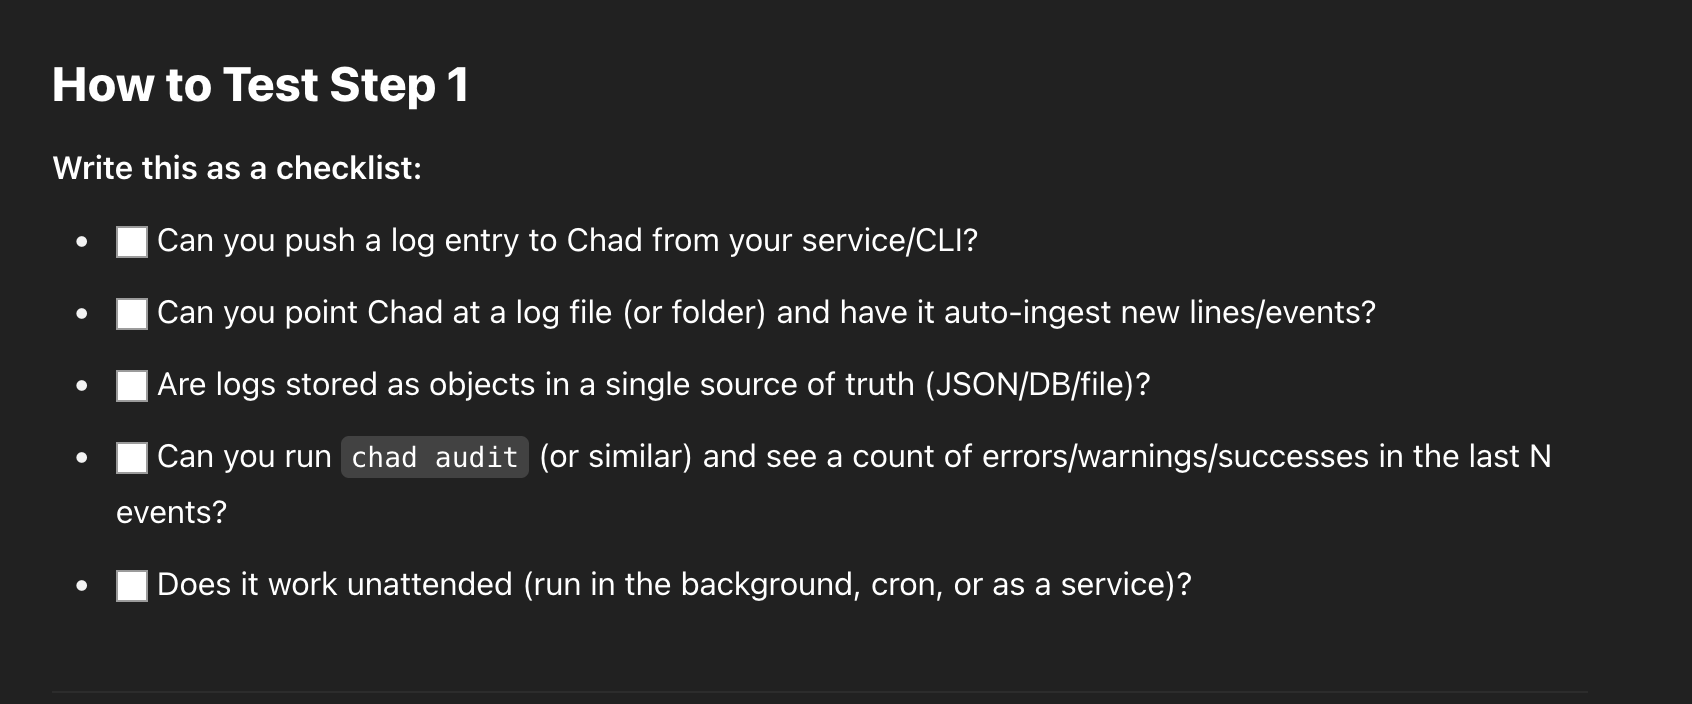 How to Test Step 1
Write this as a checklist:
Can you push a log entry to Chad from your service/CLI?
Can you point Chad at a log file (or folder) and have it auto-ingest new lines/events?
Are logs stored as objects in a single source of truth (JSON/DB/file)?
Can you run chad audit (or similar) and see a count of errors/warnings/successes in the last N
events?
Does it work unattended (run in the background, cron, or as a service)?